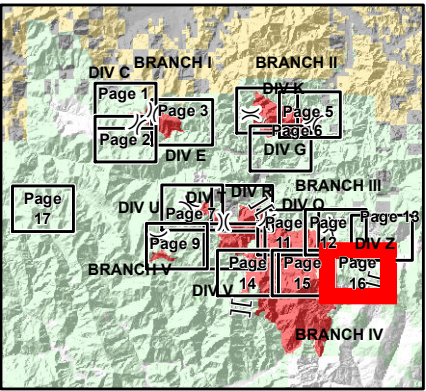 BRANCH I
BRANCH II
DIV C
DIV K
Page 1
Page 3
Page 5
Page 6
Page 2
DIV E
DIV G
BRANCH III
Page
17
DIV U
DIV R
DIV O
Page 7
Page
11
Page
12
Page 13
Page 9
DIV Z
BRANCH V
DIV V
Page
14
Page
15
Page
16
BRANCH IV